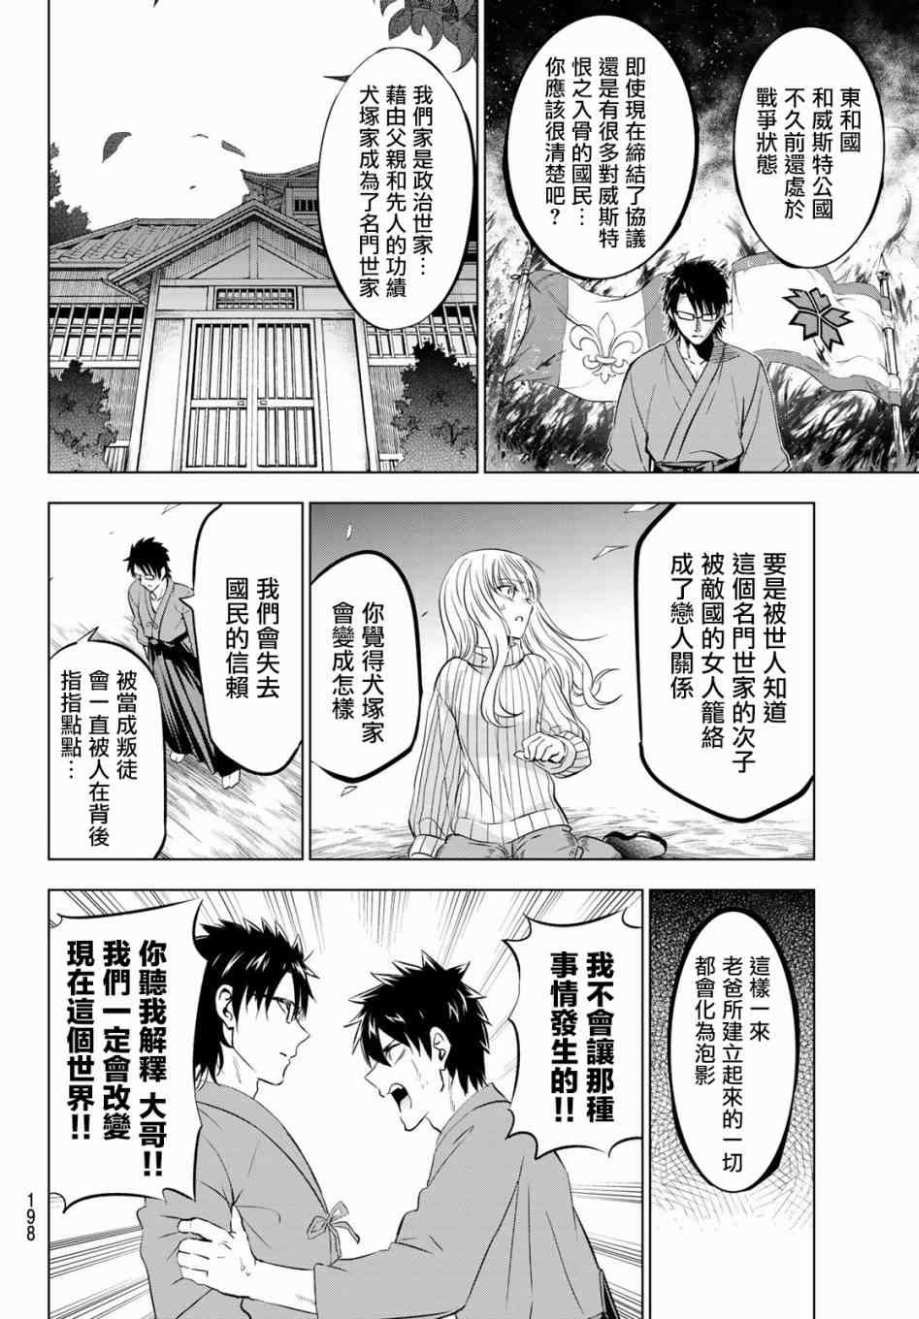 東和國
和威斯特公國
不久前還處於
戰爭狀態
即使現在締結了協議
還是有很多對威斯特
恨之入骨的國民…
你應該很清楚吧？
我們家是政治世家…
藉由父親和先人的功績
犬塚家成為了名門世家
要是被世人知道
這個名門世家的次子
被敵國的女人籠絡
成了戀人關係
你覺得犬塚家
會變成怎樣
我們會失去
國民的信賴
被當成叛徒
會一直被人在背後
指指點點…
這樣一來
老爸所建立起來的一切
都會化為泡影
我不會讓那種
事情發生的!!
你聽我解釋 大哥!!
我們一定會改變
現在這個世界!!
198